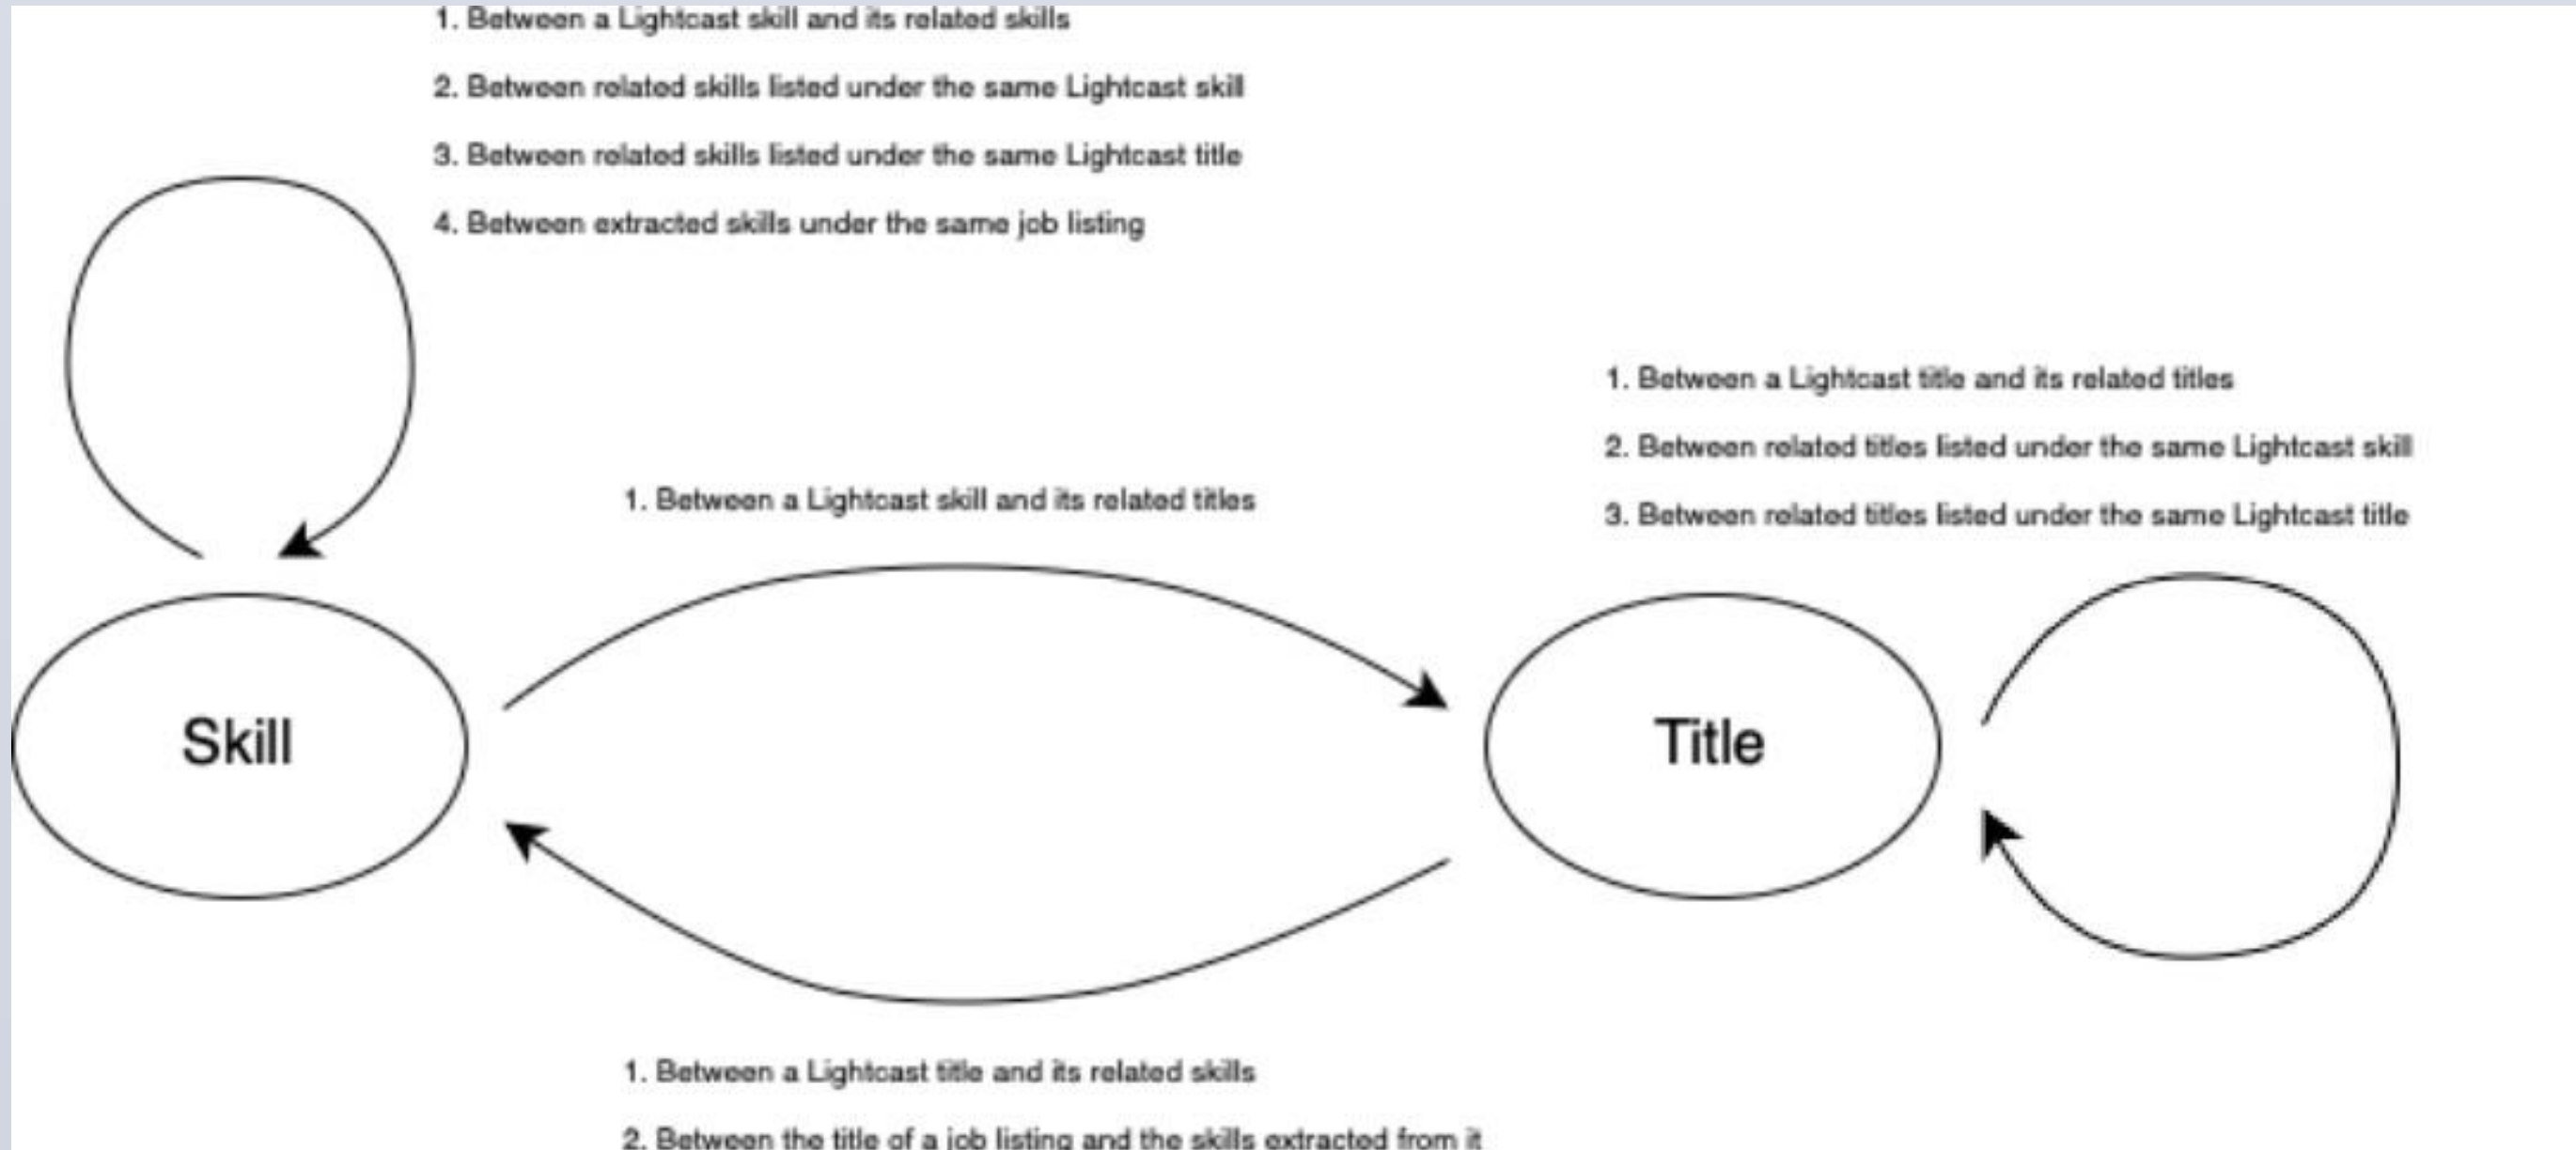 1. Between a Lightcast skill and its related skills
2. Between related skills listed under the same Lightcast skill
3. Between related skills listed under the same Lightcast title
4. Between extracted skills under the same job listing
1. Between a Lightcast title and its related titles
2. Between related titles listed under the same Lightcast skill
3. Between related titles listed under the same Lightcast title
1. Between a Lightcast skill and its related titles
Skill
Title
1. Between a Lightcast title and its related skills
2. Between the title of a job listing and the skills extracted from it